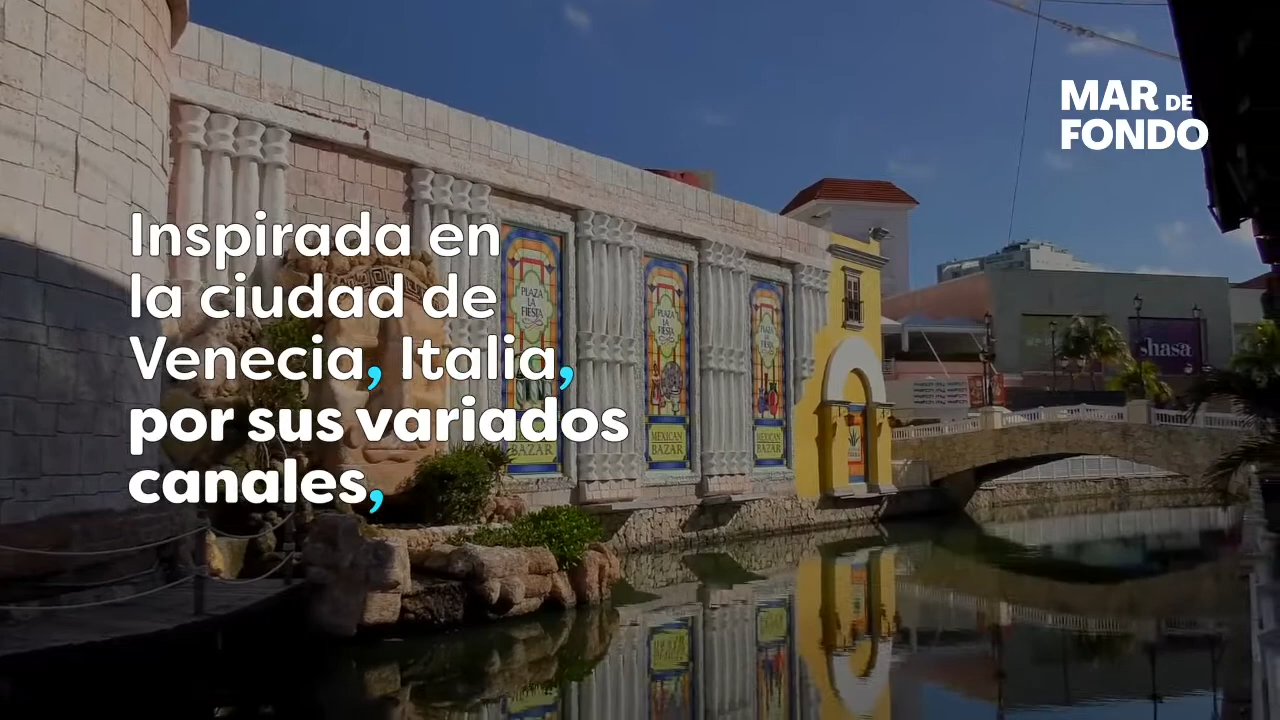 MAR DE
FONDO
Inspirada en
la ciudad de
Venecia, Italia,
por sus variados
canales,
PLAZA
LA
FIESTA
PLAZA
LA
FIESTA
PLAZA
LA
FIESTA
BAZAR
MEXICAN
BAZAR
MEXICAN
BAZAR
shasa